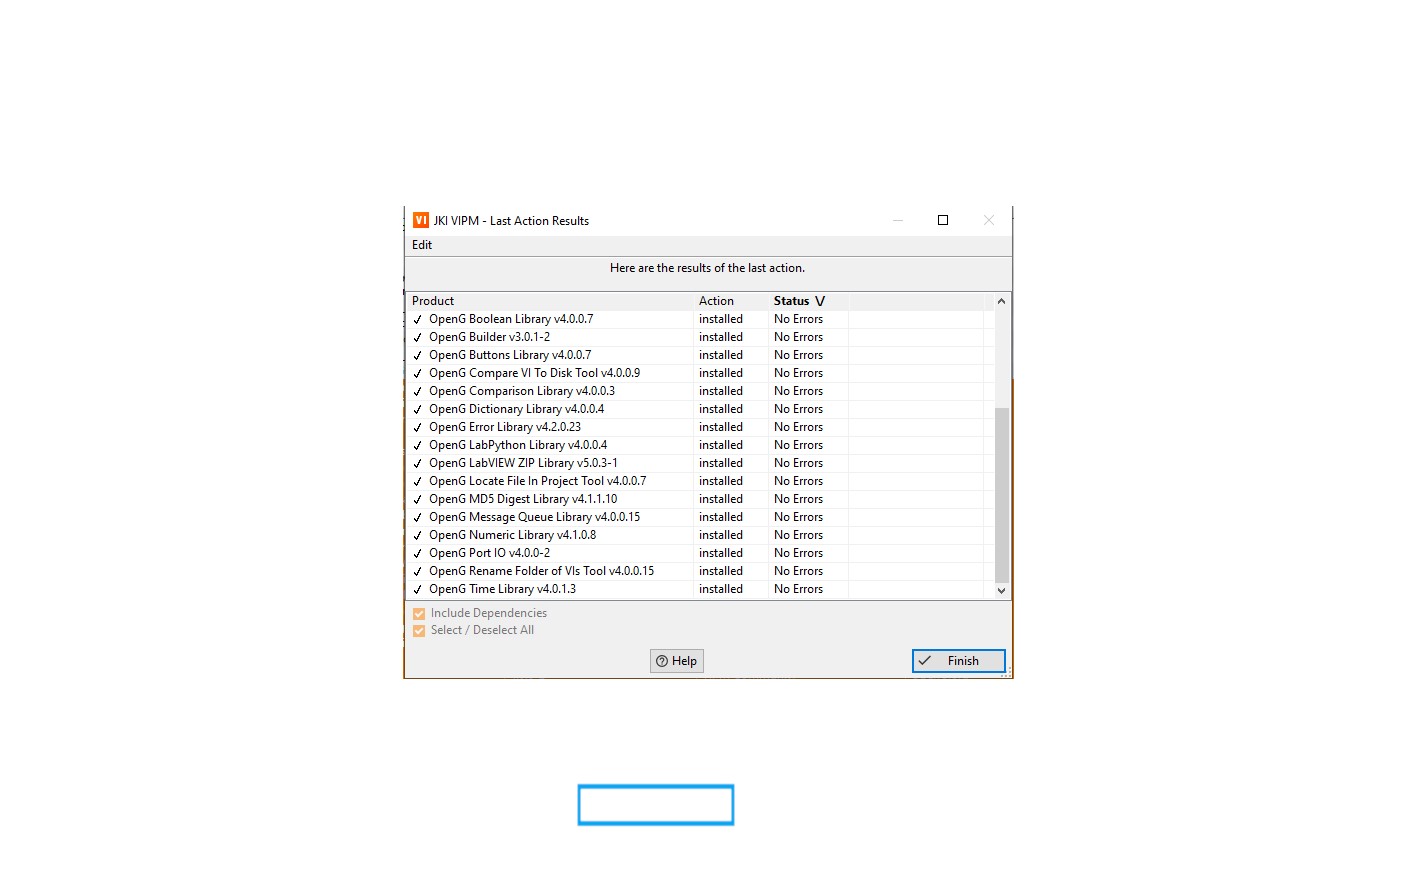 VI JKI VIPM - Last Action Results
Edit
Here are the results of the last action.
Product Action Status
OpenG Boolean Library v4.0.0.7 installed No Errors
OpenG Builder v3.0.1-2 installed No Errors
OpenG Buttons Library v4.0.0.7 installed No Errors
OpenG Compare VI To Disk Tool v4.0.0.9 installed No Errors
OpenG Comparison Library v4.0.0.3 installed No Errors
OpenG Dictionary Library v4.0.0.4 installed No Errors
OpenG Error Library v4.2.0.23 installed No Errors
OpenG LabPython Library v4.0.0.4 installed No Errors
OpenG LabVIEW ZIP Library v5.0.3-1 installed No Errors
OpenG Locate File In Project Tool v4.0.0.7 installed No Errors
OpenG MD5 Digest Library v4.1.1.10 installed No Errors
OpenG Message Queue Library v4.0.0.15 installed No Errors
OpenG Numeric Library v4.1.0.8 installed No Errors
OpenG Port IO v4.0.0-2 installed No Errors
OpenG Rename Folder of VIs Tool v4.0.0.15 installed No Errors
OpenG Time Library v4.0.1.3 installed No Errors
Include Dependencies
Select / Deselect All
Help Finish